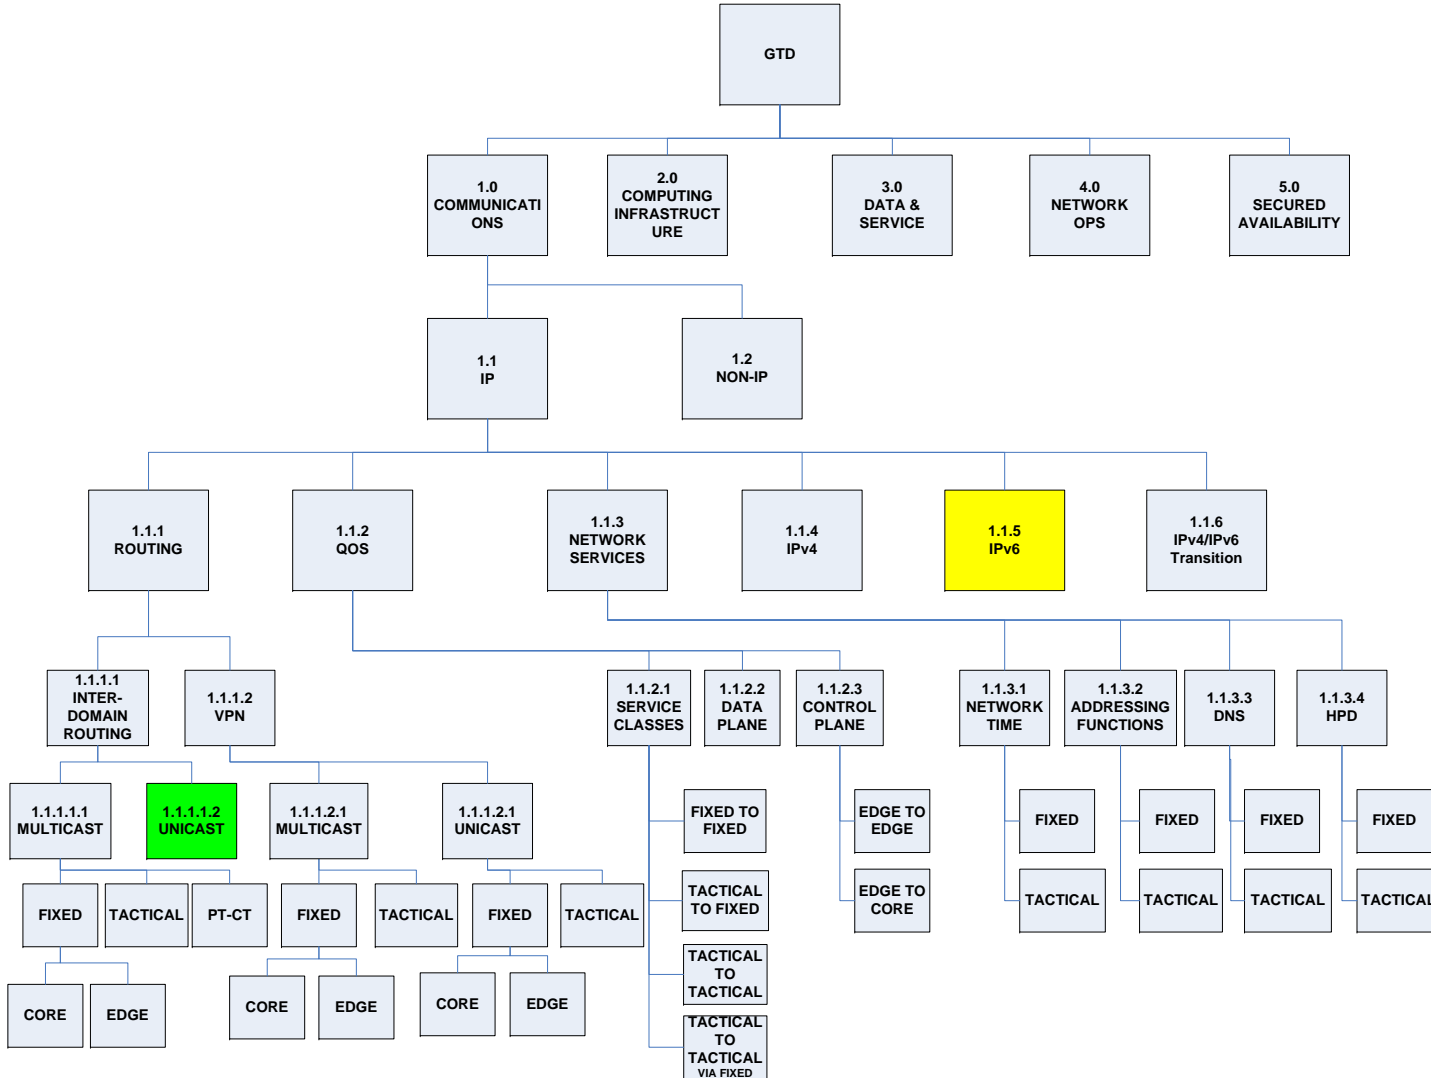 GTD
1.0
COMMUNICATI
ONS
2.0
COMPUTING
INFRASTRUCT
URE
3.0
DATA &
SERVICE
4.0
NETWORK
OPS
5.0
SECURED
AVAILABILITY
1.1
IP
1.2
NON-IP
1.1.1
ROUTING
1.1.2
QOS
1.1.3
NETWORK
SERVICES
1.1.4
IPv4
1.1.5
IPv6
1.1.6
IPv4/IPv6
Transition
1.1.1.1
INTER-
DOMAIN
ROUTING
1.1.1.2
VPN
1.1.2.1
SERVICE
CLASSES
1.1.2.2
DATA
PLANE
1.1.2.3
CONTROL
PLANE
1.1.3.1
NETWORK
TIME
1.1.3.2
ADDRESSING
FUNCTIONS
1.1.3.3
DNS
1.1.3.4
HPD
1.1.1.1.1
MULTICAST
1.1.1.1.2
UNICAST
1.1.1.2.1
MULTICAST
1.1.1.2.1
UNICAST
FIXED TO
FIXED
EDGE TO
EDGE
FIXED
FIXED
FIXED
FIXED
FIXED
TACTICAL
PT-CT
FIXED
TACTICAL
FIXED
TACTICAL
TACTICAL
TO FIXED
EDGE TO
CORE
TACTICAL
TACTICAL
TACTICAL
TACTICAL
CORE
EDGE
CORE
EDGE
CORE
EDGE
TACTICAL
TO
TACTICAL
TACTICAL
TO
TACTICAL
VIA FIXED